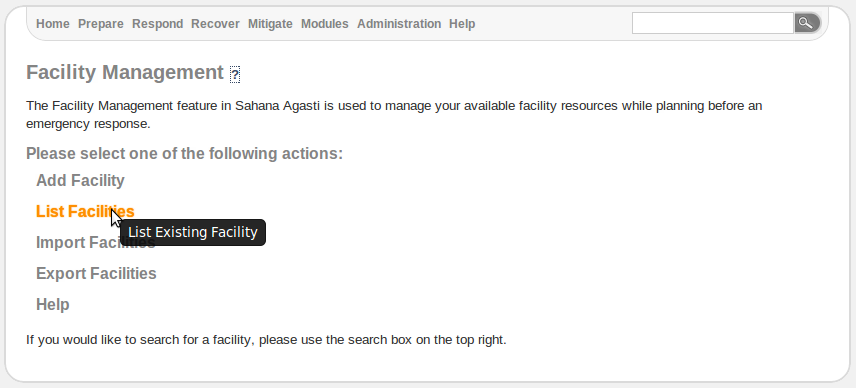 Home Prepare Respond Recover Mitigate Modules Administration Help
Facility Management ?
The Facility Management feature in Sahana Agasti is used to manage your available facility resources while planning before an
emergency response.
Please select one of the following actions:
Add Facility
List Facilities
List Existing Facility
Import Facilities
Export Facilities
Help
If you would like to search for a facility, please use the search box on the top right.